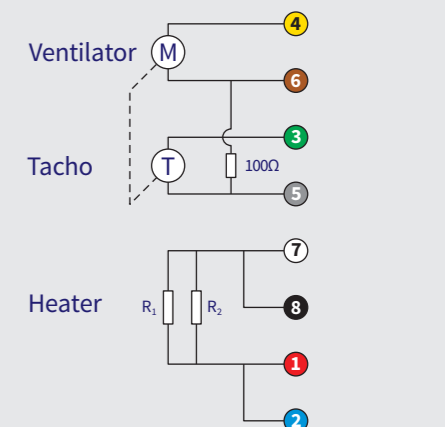 4
Ventilator M
6
3
Tacho T 100Ω
5
7
Heater R₁ R₂ 8
1
2